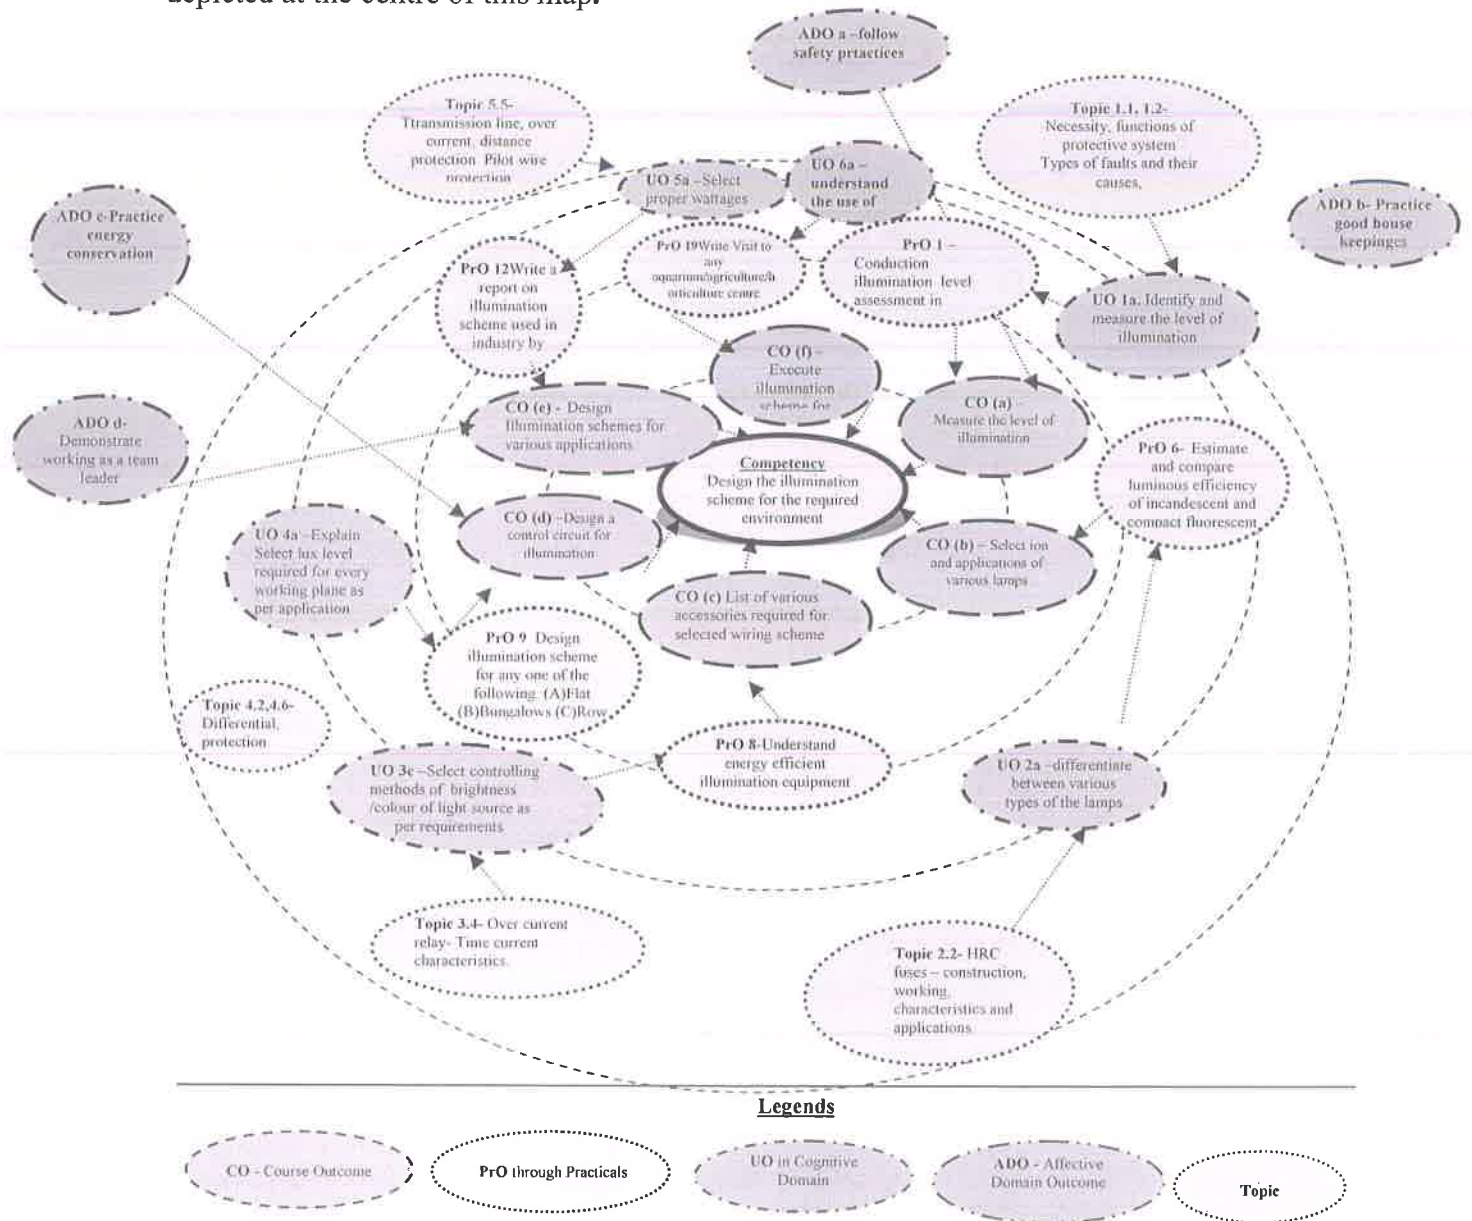 depicted at the centre of this map.
ADO a –follow
safety prtactices
Topic 5.5-
Ttransmission line, over
current, distance
protection. Pilot wire
protection
Topic 1.1, 1.2-
Necessity, functions of
protective system
Types of faults and their
causes,
UO 5a –Select
proper wattages
UO 6a –
understand
the use of
ADO c-Practice
energy
conservation
ADO b- Practice
good house
keepinges
PrO 12Write a
report on
illumination
scheme used in
industry by
PrO 19Write Visit to
any
aquarium/agriculture/h
orticulture centre
PrO 1 –
Conduction
illumination level
assessment in
UO 1a. Identify and
measure the level of
illumination
CO (f) –
Execute
illumination
scheme for
CO (e) - Design
Illumination schemes for
various applications
CO (a) –
Measure the level of
illumination
ADO d-
Demonstrate
working as a team
leader
Competency
Design the illumination
scheme for the required
environment
PrO 6- Estimate
and compare
luminous efficiency
of incandescent and
compact fluorescent
UO 4a –Explain
Select lux level
required for every
working plane as
per application
CO (d) –Design a
control circuit for
illumination
CO (b) – Select ion
and applications of
various lamps
CO (c) List of various
accessories required for
selected wiring scheme
PrO 9 Design
illumination scheme
for any one of the
following. (A)Flat
(B)Bungalows (C)Row
Topic 4.2,4.6-
Differential,
protection
PrO 8-Understand
energy efficient
illumination equipment
UO 3c –Select controlling
methods of brightness
/colour of light source as
per requirements
UO 2a –differentiate
between various
types of the lamps
Topic 3.4- Over current
relay- Time current
characteristics.
Topic 2.2- HRC
fuses – construction,
working,
characteristics and
applications
Legends
CO - Course Outcome
PrO through Practicals
UO in Cognitive
Domain
ADO - Affective
Domain Outcome
Topic